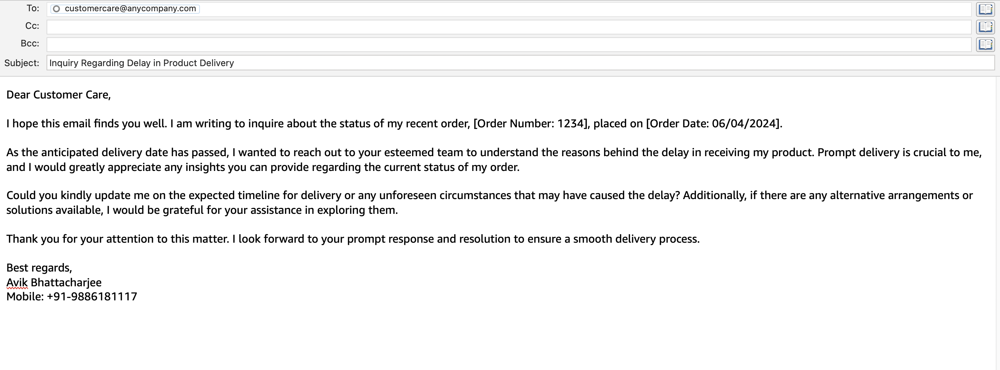 To: customercare@anycompany.com
Cc:
Bcc:
Subject: Inquiry Regarding Delay in Product Delivery
Dear Customer Care,
I hope this email finds you well. I am writing to inquire about the status of my recent order, [Order Number: 1234], placed on [Order Date: 06/04/2024].
As the anticipated delivery date has passed, I wanted to reach out to your esteemed team to understand the reasons behind the delay in receiving my product. Prompt delivery is crucial to me,
and I would greatly appreciate any insights you can provide regarding the current status of my order.
Could you kindly update me on the expected timeline for delivery or any unforeseen circumstances that may have caused the delay? Additionally, if there are any alternative arrangements or
solutions available, I would be grateful for your assistance in exploring them.
Thank you for your attention to this matter. I look forward to your prompt response and resolution to ensure a smooth delivery process.
Best regards,
Avik Bhattacharjee
Mobile: +91-9886181117